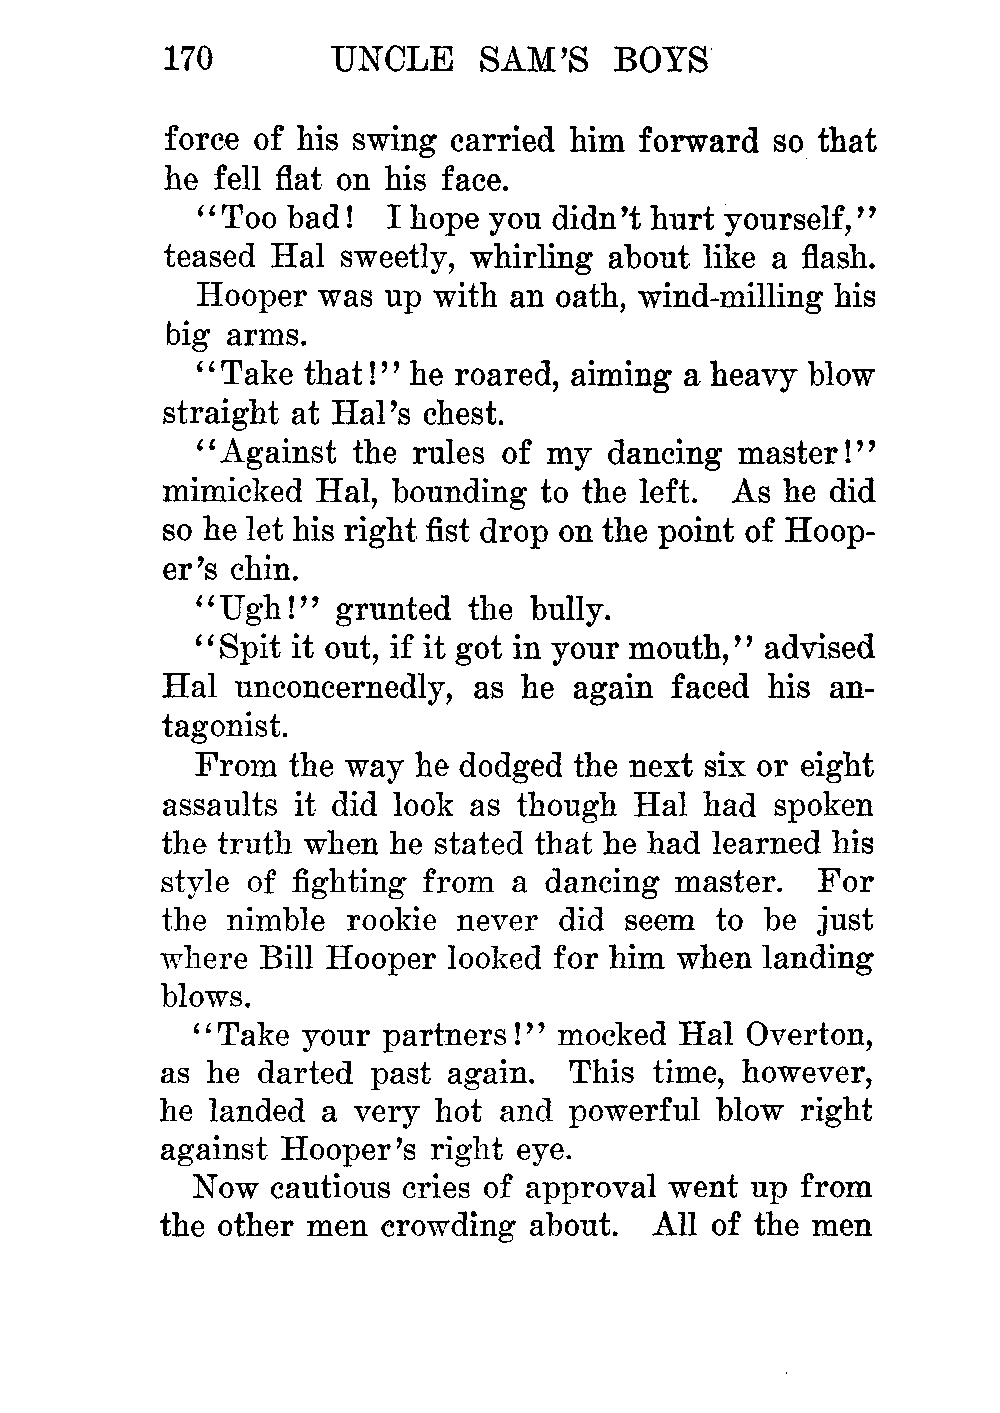 170 UNCLE SAM'S BOYS
force of his swing carried him forward so that
he fell flat on his face.
"Too bad! I hope you didn't hurt yourself,"
teased Hal sweetly, whirling about like a flash.
Hooper was up with an oath, wind-milling his
big arms.
"Take that!" he roared, aiming a heavy blow
straight at Hal's chest.
"Against the rules of my dancing master!"
mimicked Hal, bounding to the left. As he did
so he let his right fist drop on the point of Hoop-
er's chin.
"Ugh!" grunted the bully.
"Spit it out, if it got in your mouth," advised
Hal unconcernedly, as he again faced his an-
tagonist.
From the way he dodged the next six or eight
assaults it did look as though Hal had spoken
the truth when he stated that he had learned his
style of fighting from a dancing master. For
the nimble rookie never did seem to be just
where Bill Hooper looked for him when landing
blows.
"Take your partners!" mocked Hal Overton,
as he darted past again. This time, however,
he landed a very hot and powerful blow right
against Hooper's right eye.
Now cautious cries of approval went up from
the other men crowding about. All of the men